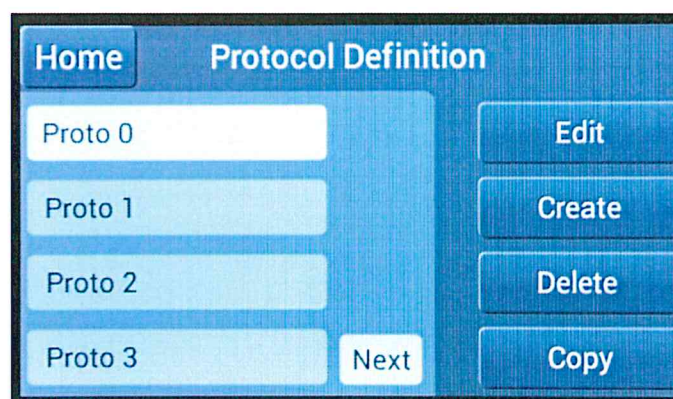 Home
Protocol Definition
Proto 0
Proto 1
Proto 2
Proto 3
Next
Edit
Create
Delete
Copy